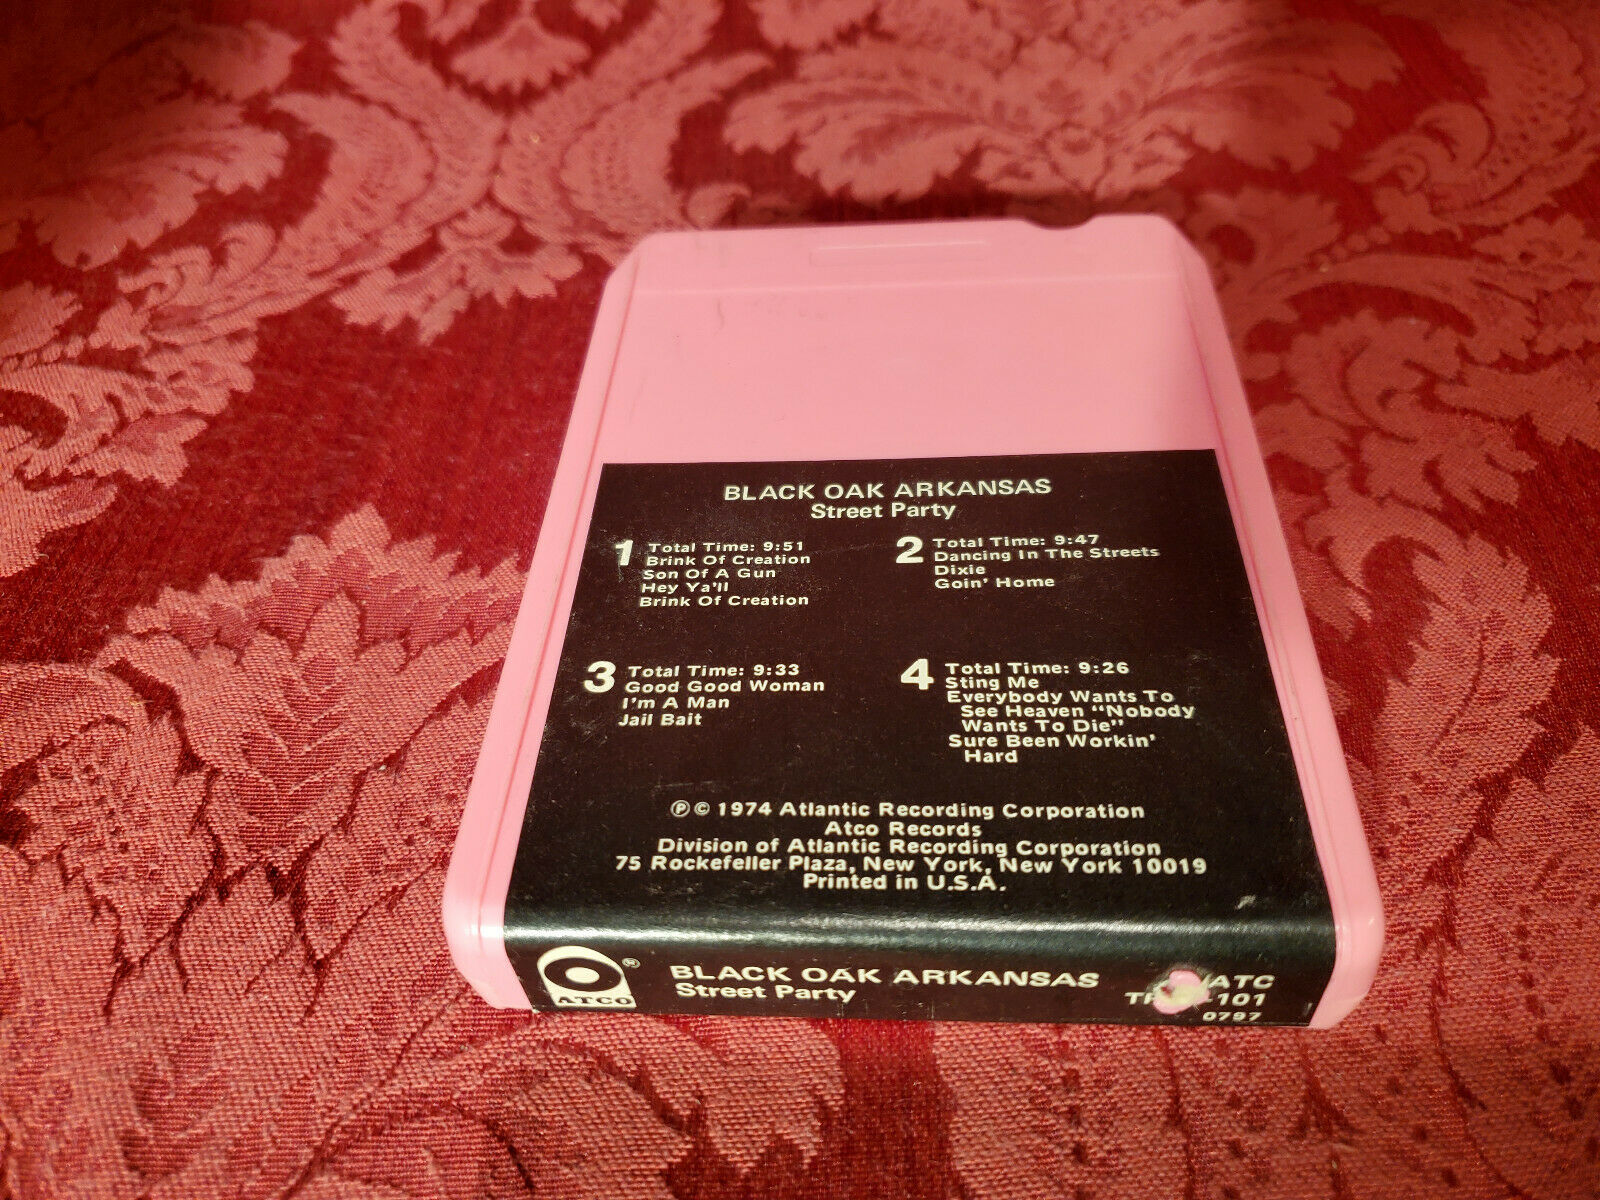 BLACK OAK ARKANSAS
Street Party
1 Total Time: 9:51
Brink Of Creation
Son Of A Gun
Hey Ya'll
Brink Of Creation
2 Total Time: 9:47
Dancing In The Streets
Dixie
Goin' Home
3 Total Time: 9:33
Good Good Woman
I'm A Man
Jail Bait
4 Total Time: 9:26
Sting Me
Everybody Wants To
See Heaven "Nobody
Wants To Die"
Sure Been Workin'
Hard
℗ © 1974 Atlantic Recording Corporation
Atco Records
Division of Atlantic Recording Corporation
75 Rockefeller Plaza, New York, New York 10019
Printed in U.S.A.
ATCO ®
BLACK OAK ARKANSAS
Street Party
ATC
101
0797